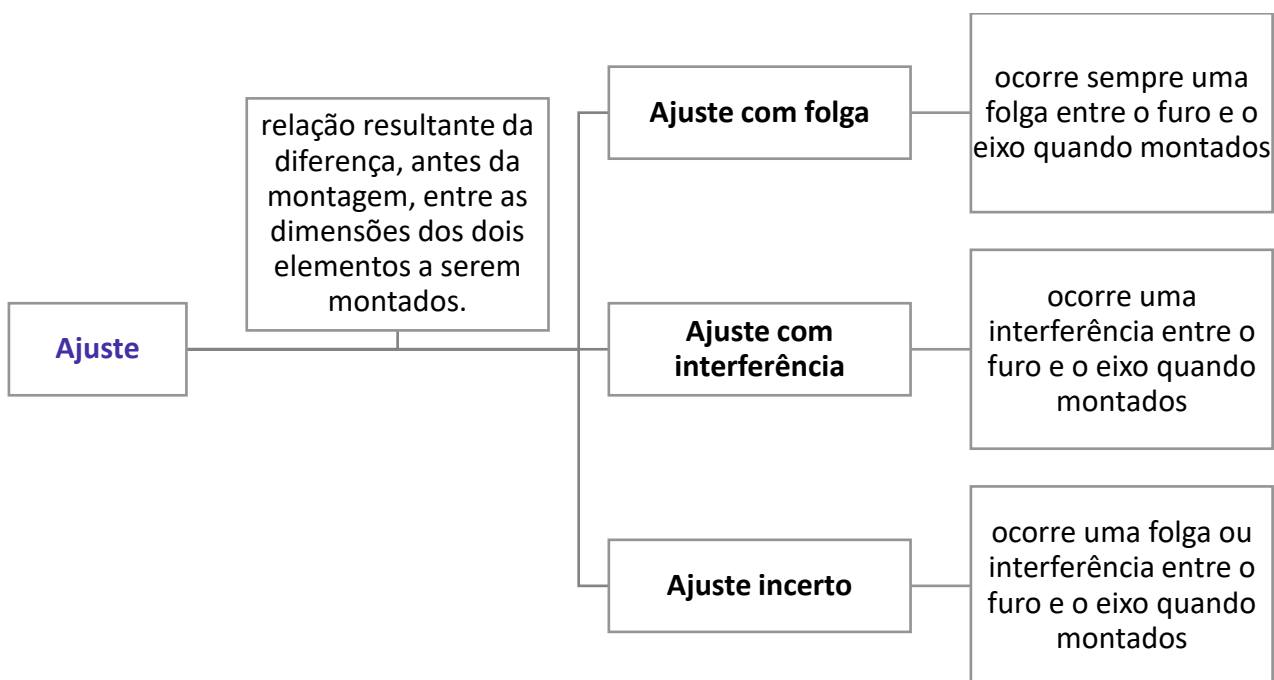 Ajuste
relação resultante da
diferença, antes da
montagem, entre as
dimensões dos dois
elementos a serem
montados.
Ajuste com folga
ocorre sempre uma
folga entre o furo e o
eixo quando montados
Ajuste com
interferência
ocorre uma
interferência entre o
furo e o eixo quando
montados
Ajuste incerto
ocorre uma folga ou
interferência entre o
furo e o eixo quando
montados